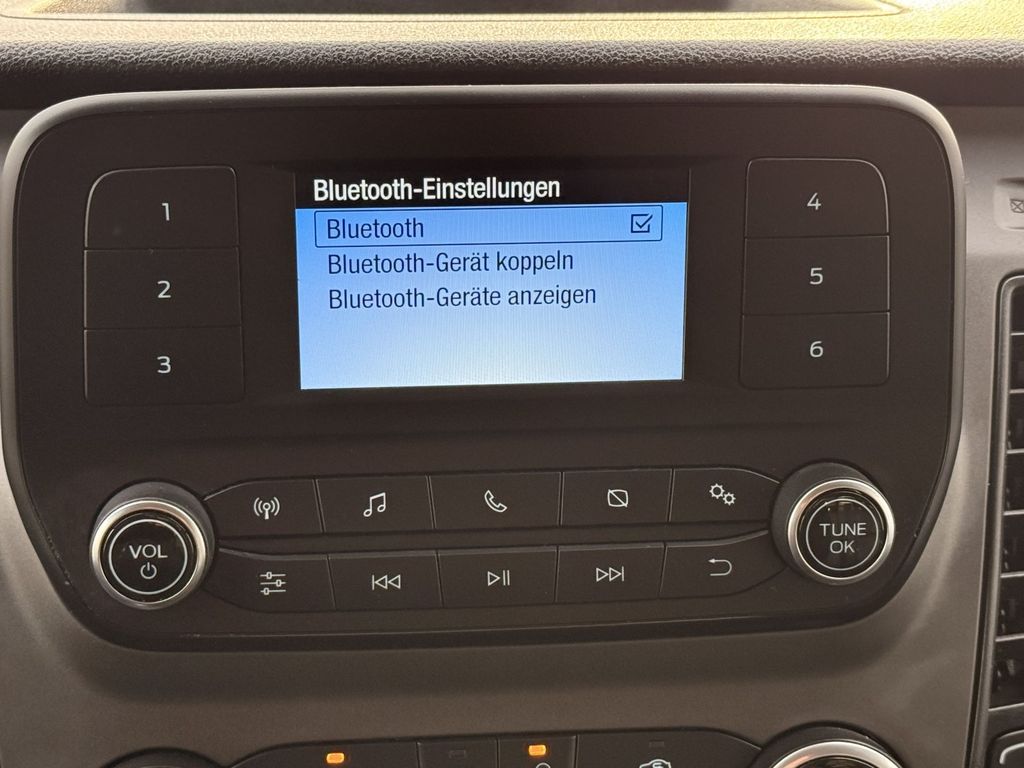 Bluetooth-Einstellungen
Bluetooth
Bluetooth-Gerät koppeln
Bluetooth-Geräte anzeigen
1
2
3
4
5
6
VOL
TUNE
OK